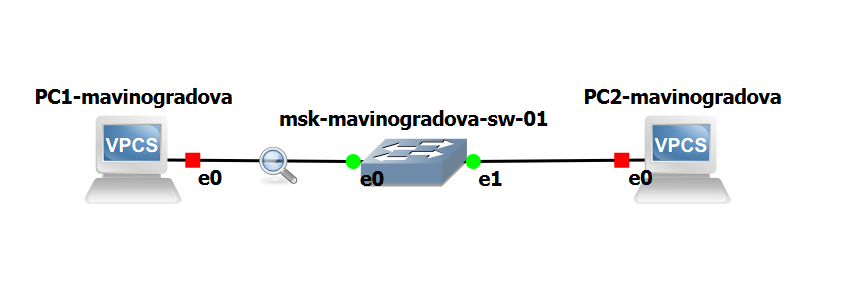 PC1-mavinogradova
PC2-mavinogradova
msk-mavinogradova-sw-01
VPCS
VPCS
e0
e0
e1
e0